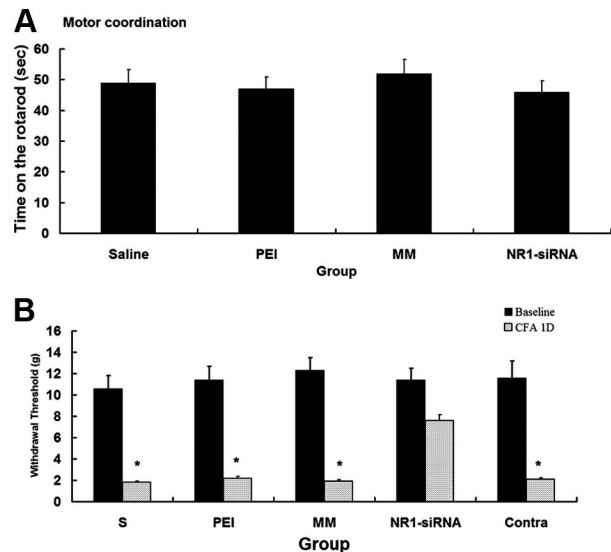 A Motor coordination
Time on the rotarod (sec)
60
50
40
30
20
10
0
Saline PEI MM NR1-siRNA
Group
B
Baseline
CFA 1D
Withdrawal Threshold (g)
16
14
12
10
8
6
4
2
0
* * * *
S PEI MM NR1-siRNA Contra
Group